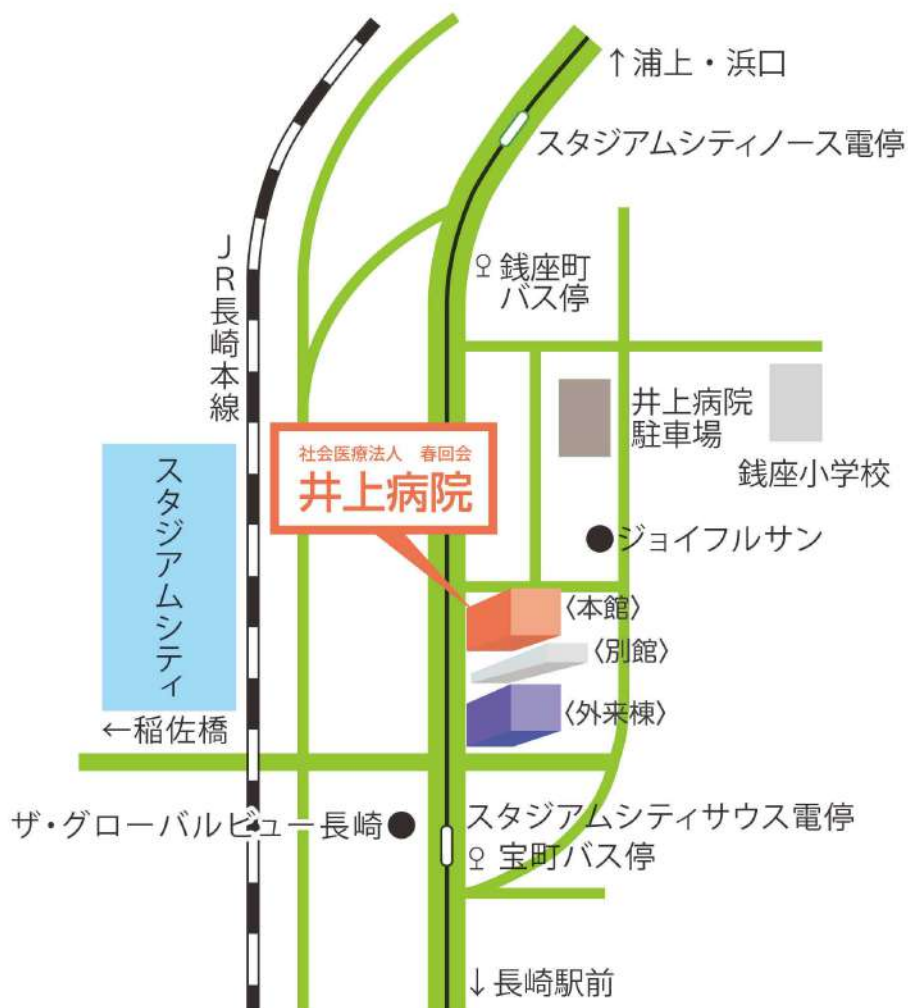 ↑浦上・浜口
スタジアムシティノース電停
銭座町
バス停
JR長崎本線
井上病院
駐車場
銭座小学校
社会医療法人　春回会
井上病院
スタジアムシティ
ジョイフルサン
〈本館〉
〈別館〉
〈外来棟〉
←稲佐橋
ザ・グローバルビュー長崎
スタジアムシティサウス電停
宝町バス停
↓長崎駅前